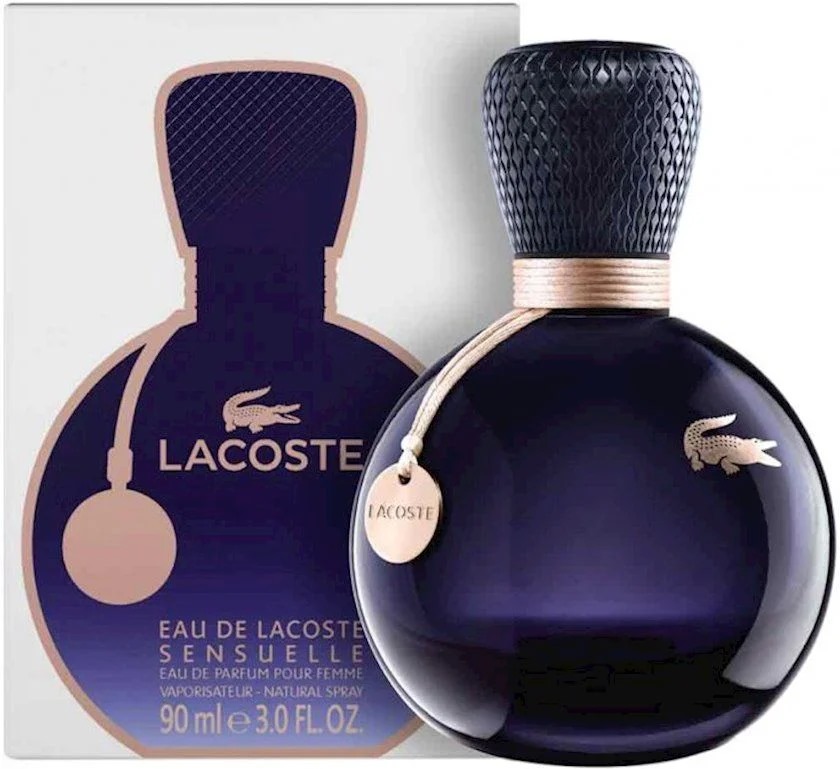 LACOSTE
EAU DE LACOSTE
SENSUELLE
EAU DE PARFUM POUR FEMME
VAPORISATEUR - NATURAL SPRAY
90 ml e 3.0 FL. OZ.
LACOSTE